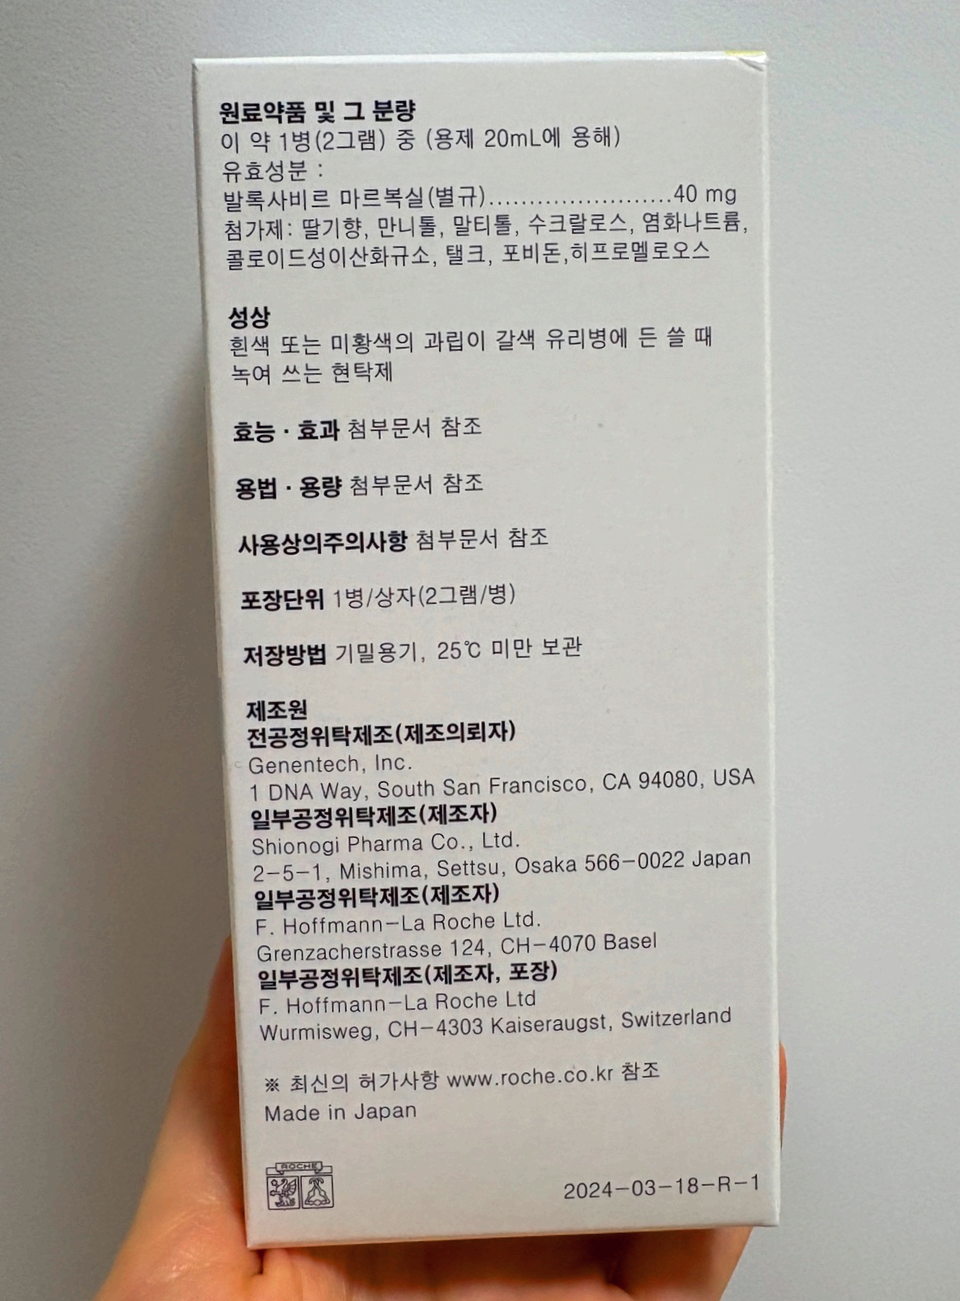 원료약품 및 그 분량
이 약 1병(2그램) 중 (용제 20mL에 용해)
유효성분 :
발록사비르 마르복실(별규).......................40 mg
첨가제: 딸기향, 만니톨, 말티톨, 수크랄로스, 염화나트륨,
콜로이드성이산화규소, 탤크, 포비돈,히프로멜로오스
성상
흰색 또는 미황색의 과립이 갈색 유리병에 든 쓸 때
녹여 쓰는 현탁제
효능 · 효과 첨부문서 참조
용법 · 용량 첨부문서 참조
사용상의주의사항 첨부문서 참조
포장단위 1병/상자(2그램/병)
저장방법 기밀용기, 25℃ 미만 보관
제조원
전공정위탁제조(제조의뢰자)
Genentech, Inc.
1 DNA Way, South San Francisco, CA 94080, USA
일부공정위탁제조(제조자)
Shionogi Pharma Co., Ltd.
2-5-1, Mishima, Settsu, Osaka 566-0022 Japan
일부공정위탁제조(제조자)
F. Hoffmann-La Roche Ltd.
Grenzacherstrasse 124, CH-4070 Basel
일부공정위탁제조(제조자, 포장)
F. Hoffmann-La Roche Ltd
Wurmisweg, CH-4303 Kaiseraugst, Switzerland
※ 최신의 허가사항 www.roche.co.kr 참조
Made in Japan
ROCHE
2024-03-18-R-1